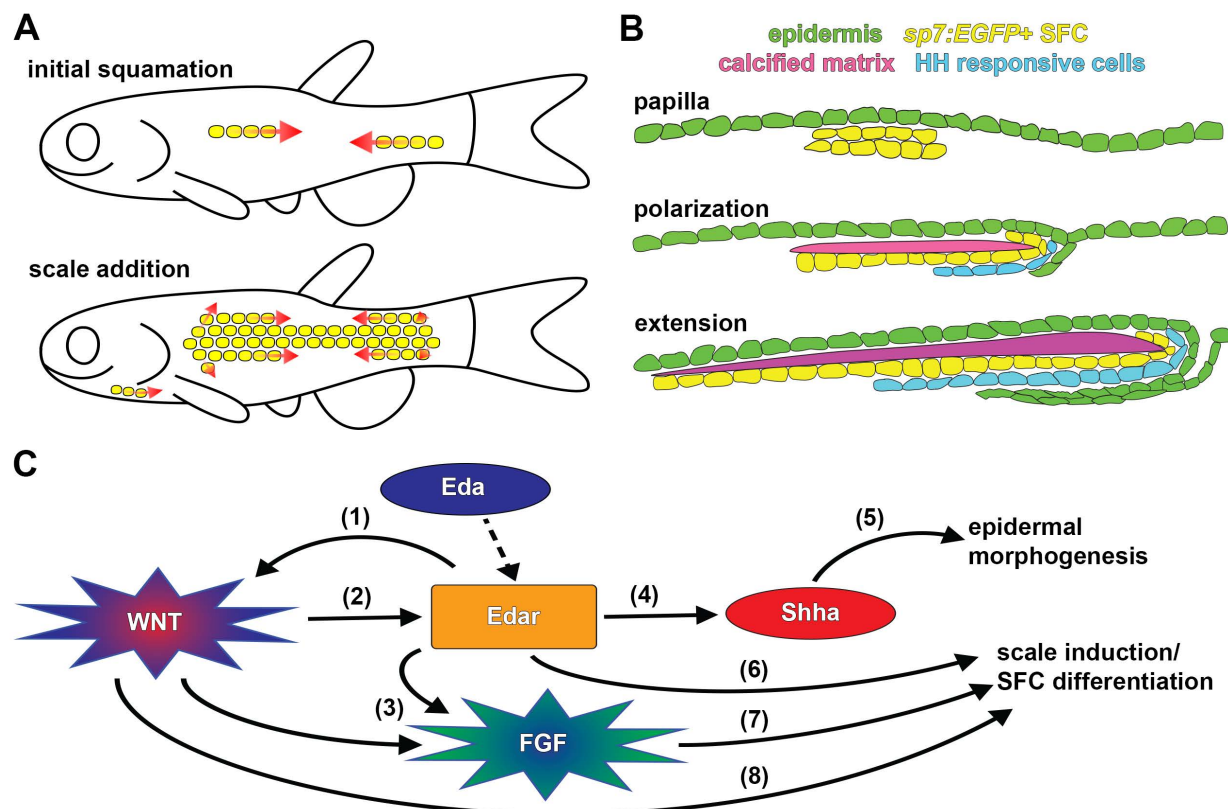 A
initial squamation
scale addition
B
epidermis sp7:EGFP+ SFC
calcified matrix HH responsive cells
papilla
polarization
extension
C
Eda
(1)
(5)
epidermal
morphogenesis
WNT
(2)
Edar
(4)
Shha
(6)
scale induction/
SFC differentiation
(3)
FGF
(7)
(8)